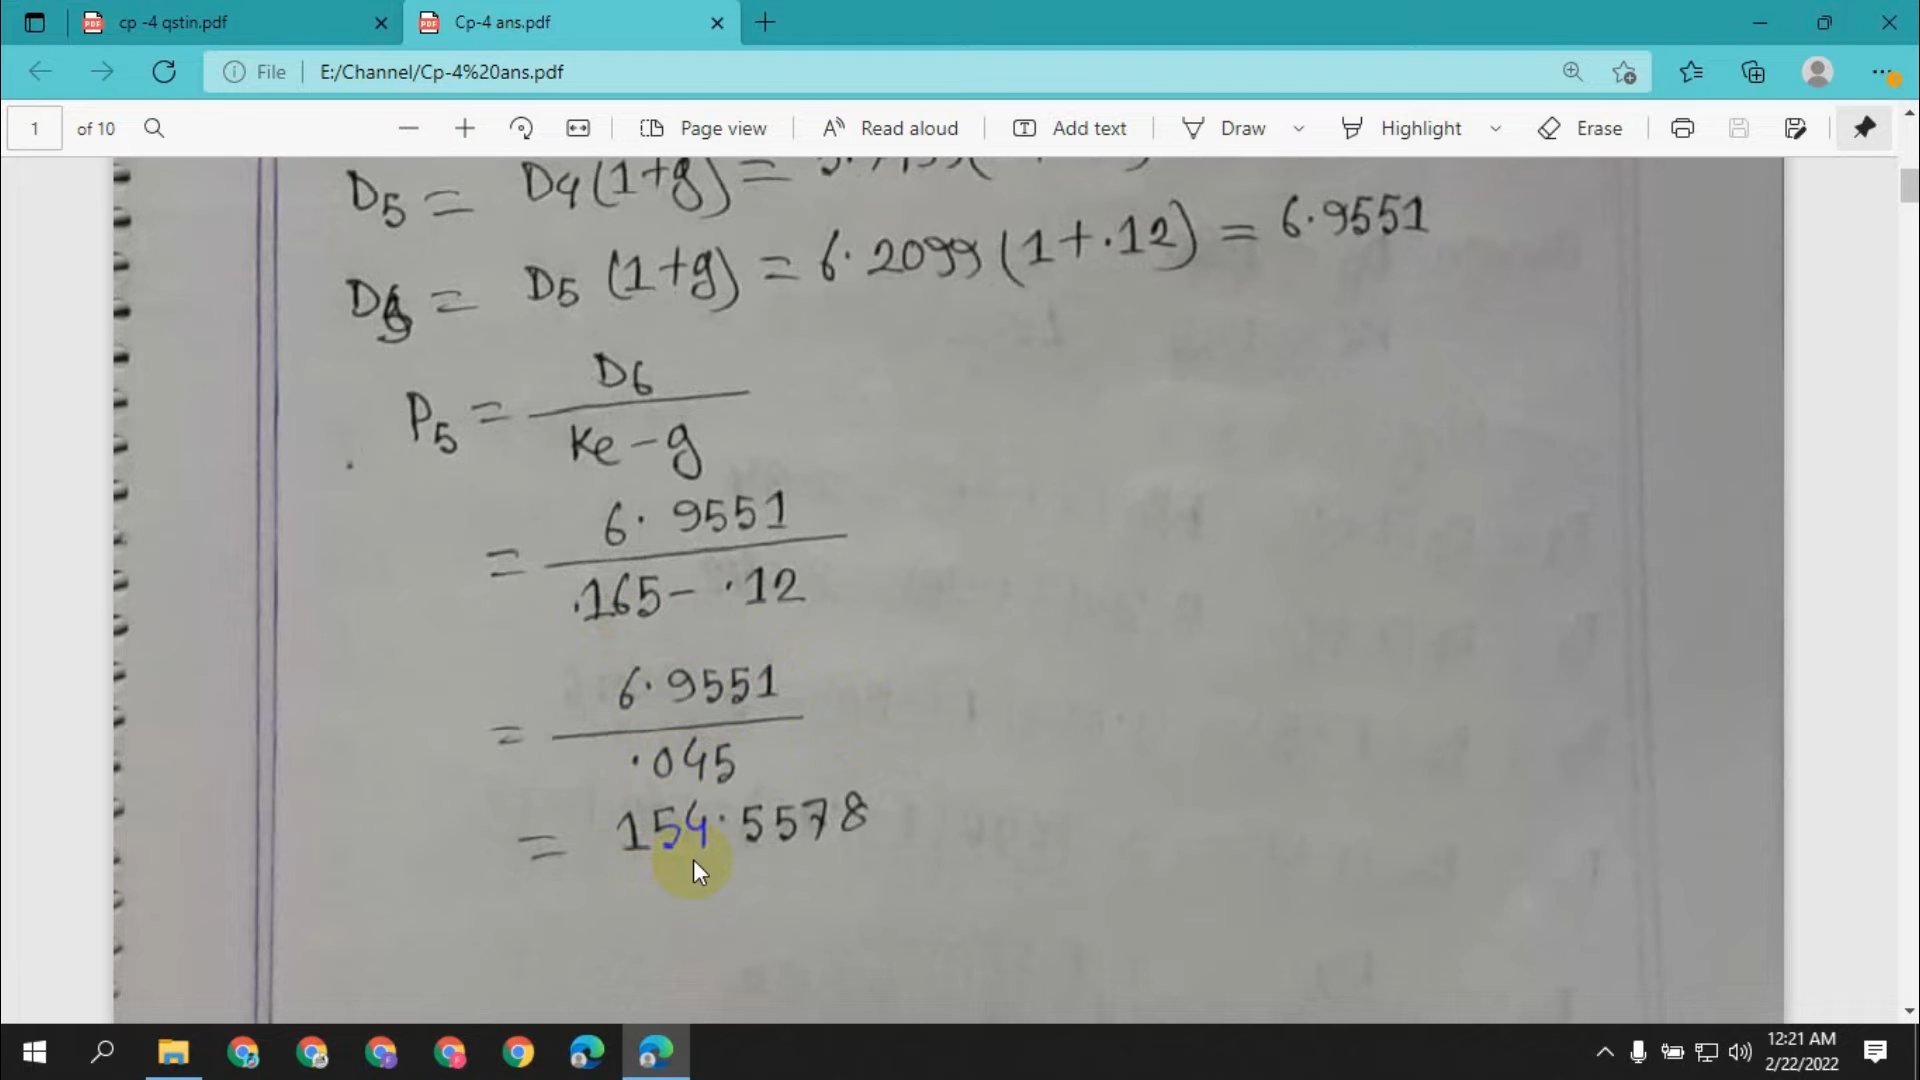 cp -4 qstin.pdf
Cp-4 ans.pdf
File
E:/Channel/Cp-4%20ans.pdf
1 of 10
Page view
Read aloud
Add text
Draw
Highlight
Erase
D5 = D4 (1+g) =
D6 = D5 (1+g) = 6.2099 (1+.12) = 6.9551
P5 = D6 / Ke - g
= 6.9551 / .165 - .12
= 6.9551 / .045
= 154.5578
12:21 AM
2/22/2022